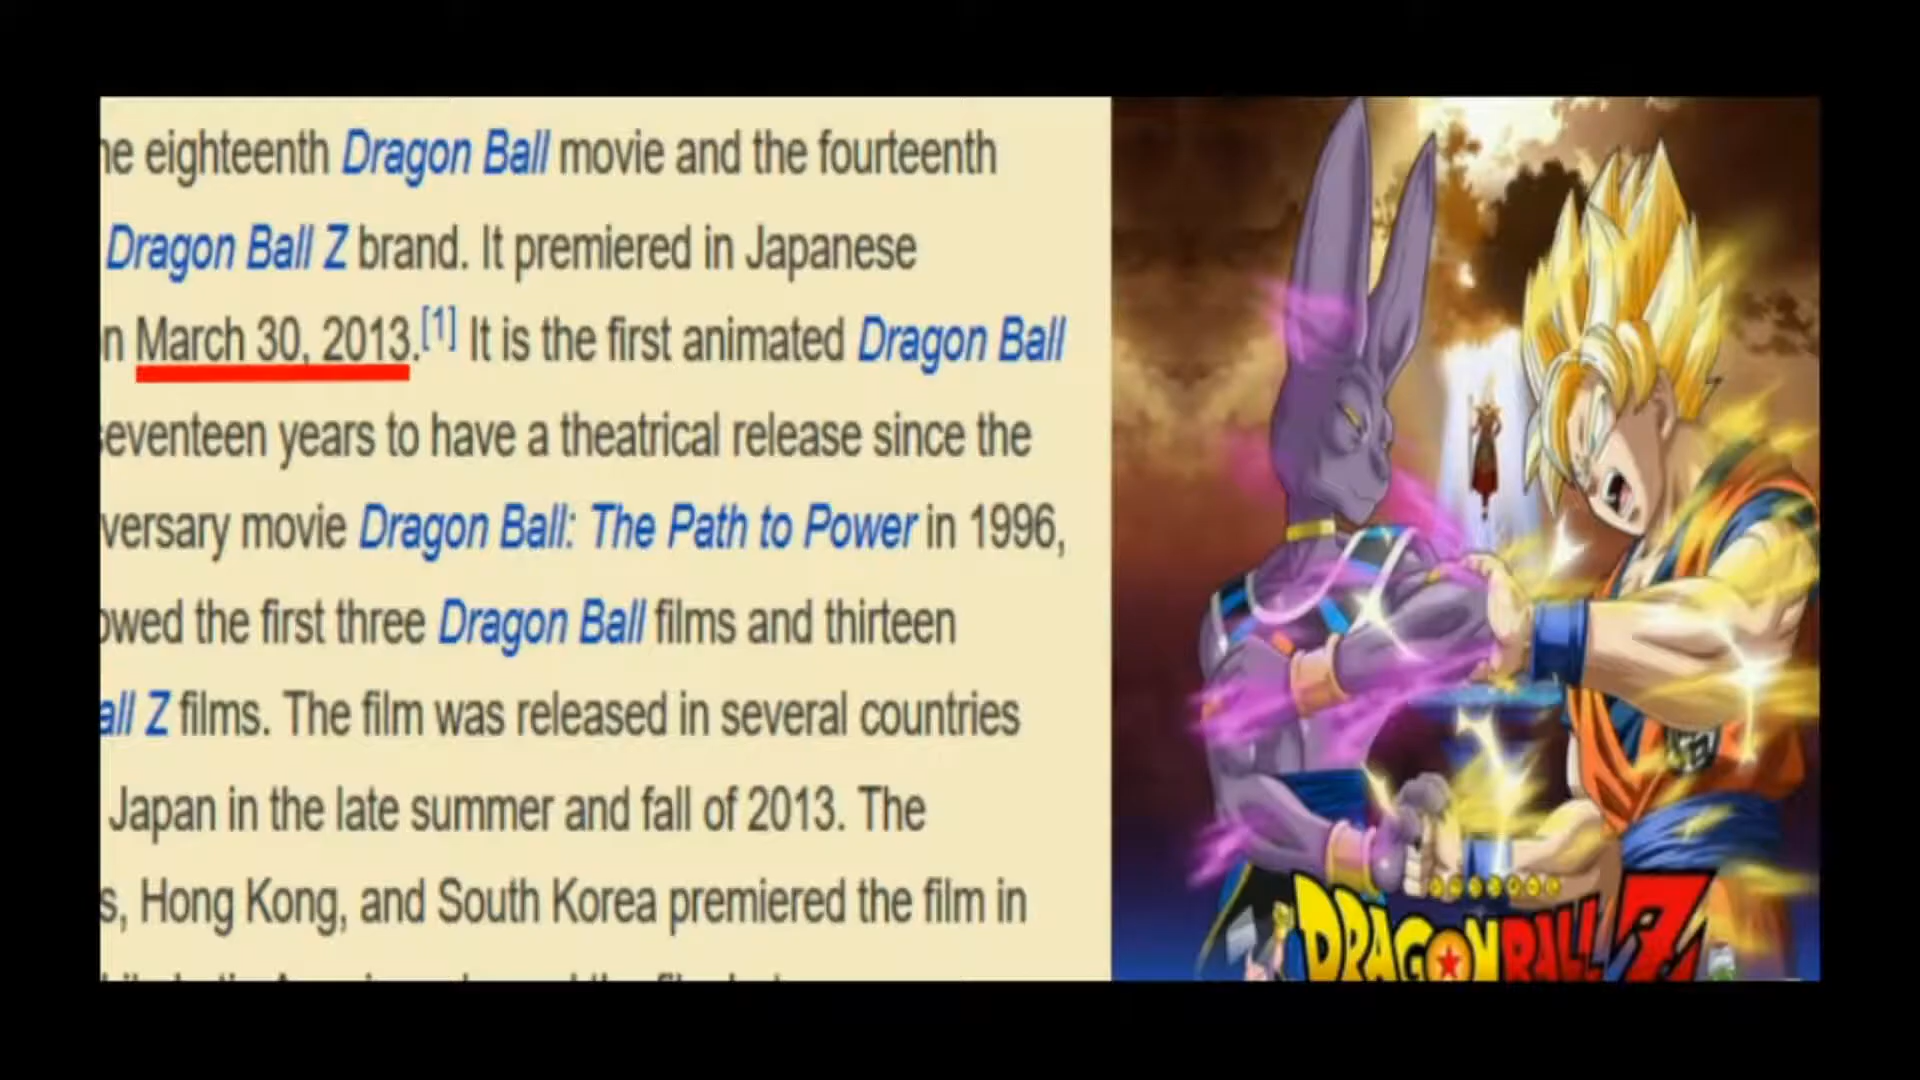 he eighteenth Dragon Ball movie and the fourteenth
Dragon Ball Z brand. It premiered in Japanese
n March 30, 2013.[1] It is the first animated Dragon Ball
seventeen years to have a theatrical release since the
versary movie Dragon Ball: The Path to Power in 1996,
owed the first three Dragon Ball films and thirteen
all Z films. The film was released in several countries
Japan in the late summer and fall of 2013. The
s, Hong Kong, and South Korea premiered the film in
DRAGON BALL Z